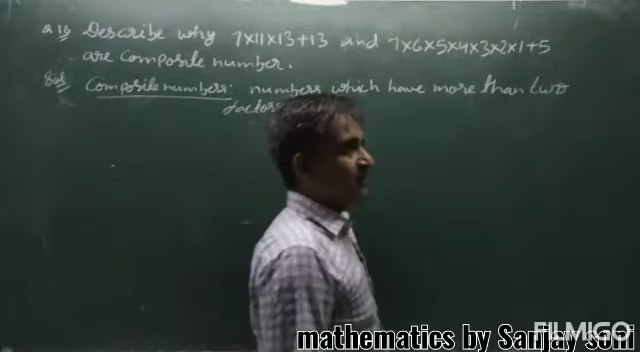 Q.16 Describe why 7×11×13+13 and 7×6×5×4×3×2×1+5
are composite number.
Sol Composite numbers: numbers which have more than two
factors
mathematics by Sanjay soni
FILMIGO